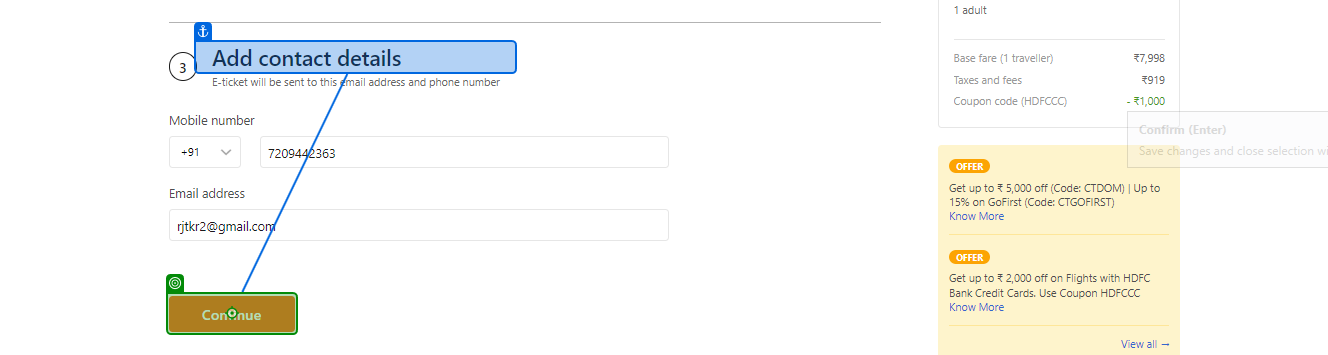 3
Add contact details
E-ticket will be sent to this email address and phone number
Mobile number
+91
7209442363
Email address
rjtkr2@gmail.com
Continue
1 adult
Base fare (1 traveller) ₹7,998
Taxes and fees ₹919
Coupon code (HDFCCC) - ₹1,000
Confirm (Enter)
Save changes and close selection wi
OFFER
Get up to ₹ 5,000 off (Code: CTDOM) | Up to
15% on GoFirst (Code: CTGOFIRST)
Know More
OFFER
Get up to ₹ 2,000 off on Flights with HDFC
Bank Credit Cards. Use Coupon HDFCCC
Know More
View all →